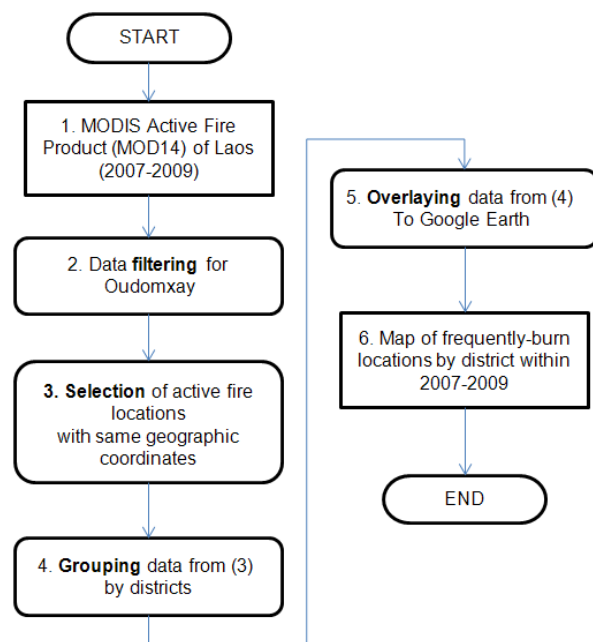 START
1. MODIS Active Fire
Product (MOD14) of Laos
(2007-2009)
2. Data filtering for
Oudomxay
3. Selection of active fire
locations
with same geographic
coordinates
4. Grouping data from (3)
by districts
5. Overlaying data from (4)
To Google Earth
6. Map of frequently-burn
locations by district within
2007-2009
END